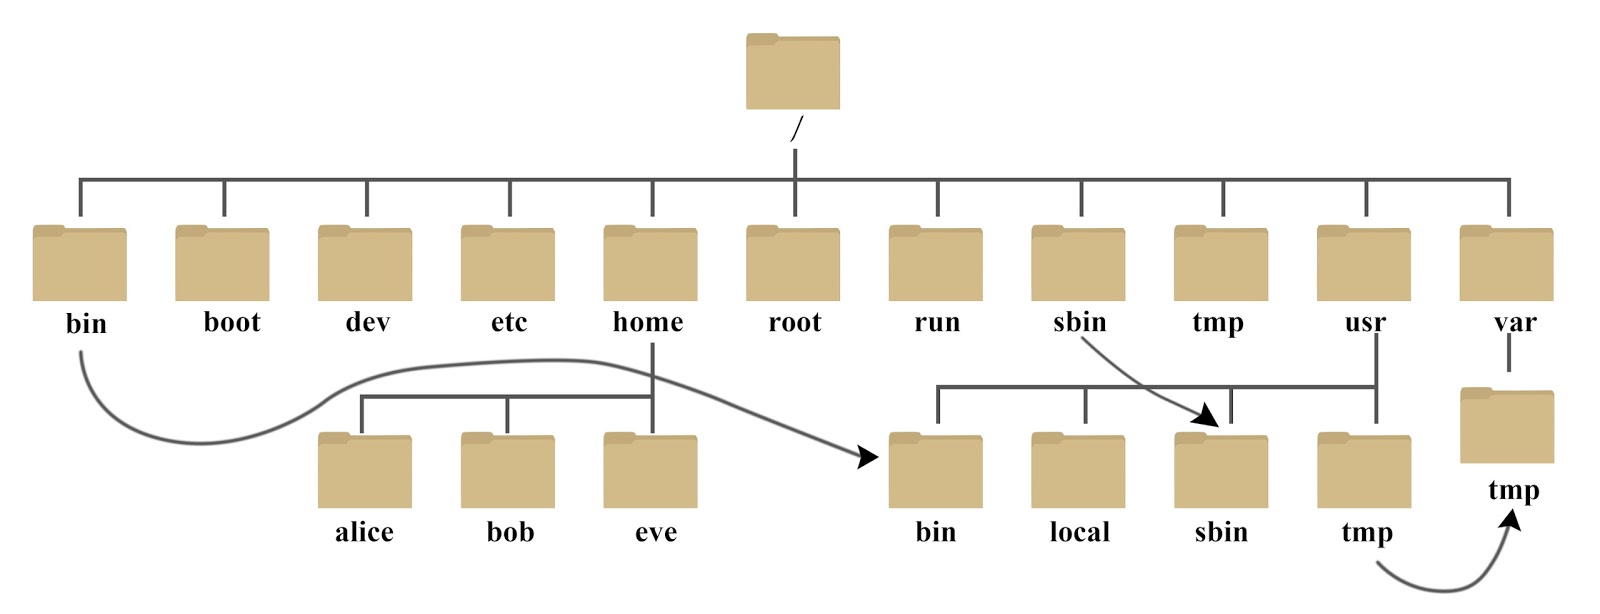 /
bin boot dev etc home root run sbin tmp usr var
tmp
alice bob eve bin local sbin tmp